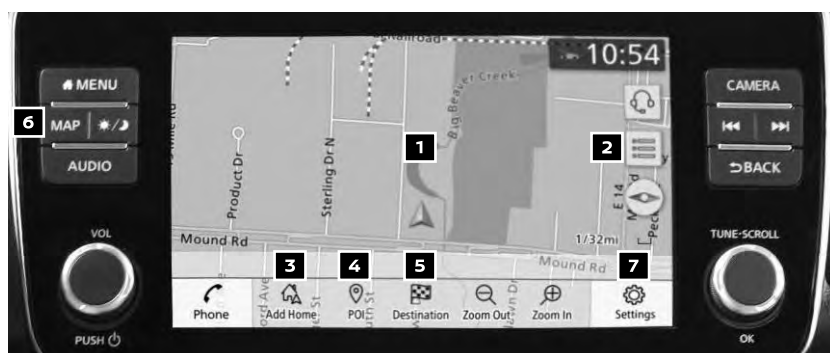 10:54
Railroad
Big Beaver Creek
MENU
CAMERA
6
MAP
1
2
AUDIO
BACK
Product Dr
Sterling Dr N
E 14
VOL
TUNE·SCROLL
Mound Rd
1/32mi
Mound Rd
3
4
5
7
Phone
Add Home
POI
Destination
Zoom Out
Zoom In
Settings
PUSH
OK